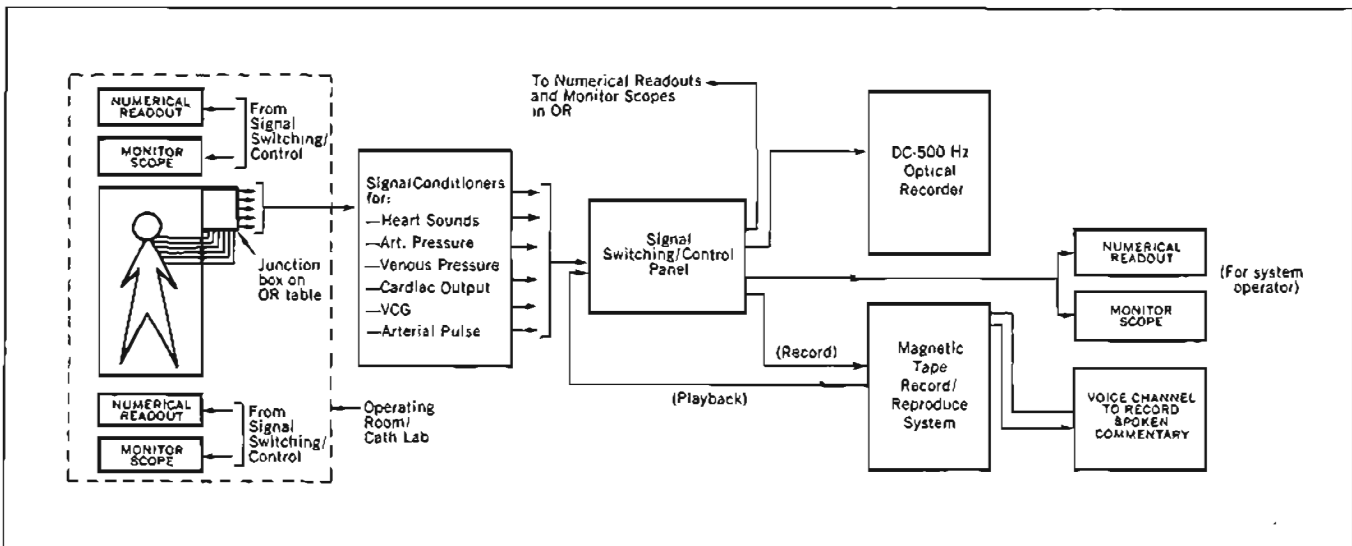 NUMERICAL
READOUT
MONITOR
SCOPE
From
Signal
Switching/
Control
Junction
box on
OR table
NUMERICAL
READOUT
MONITOR
SCOPE
From
Signal
Switching/
Control
Operating
Room/
Cath Lab
Signal Conditioners
for:
—Heart Sounds
—Art. Pressure
—Venous Pressure
—Cardiac Output
—VCG
—Arterial Pulse
To Numerical Readouts
and Monitor Scopes
in OR
Signal
Switching/Control
Panel
(Record)
(Playback)
DC-500 Hz
Optical
Recorder
Magnetic
Tape
Record/
Reproduce
System
NUMERICAL
READOUT
MONITOR
SCOPE
(For system
operator)
VOICE CHANNEL
TO RECORD
SPOKEN
COMMENTARY